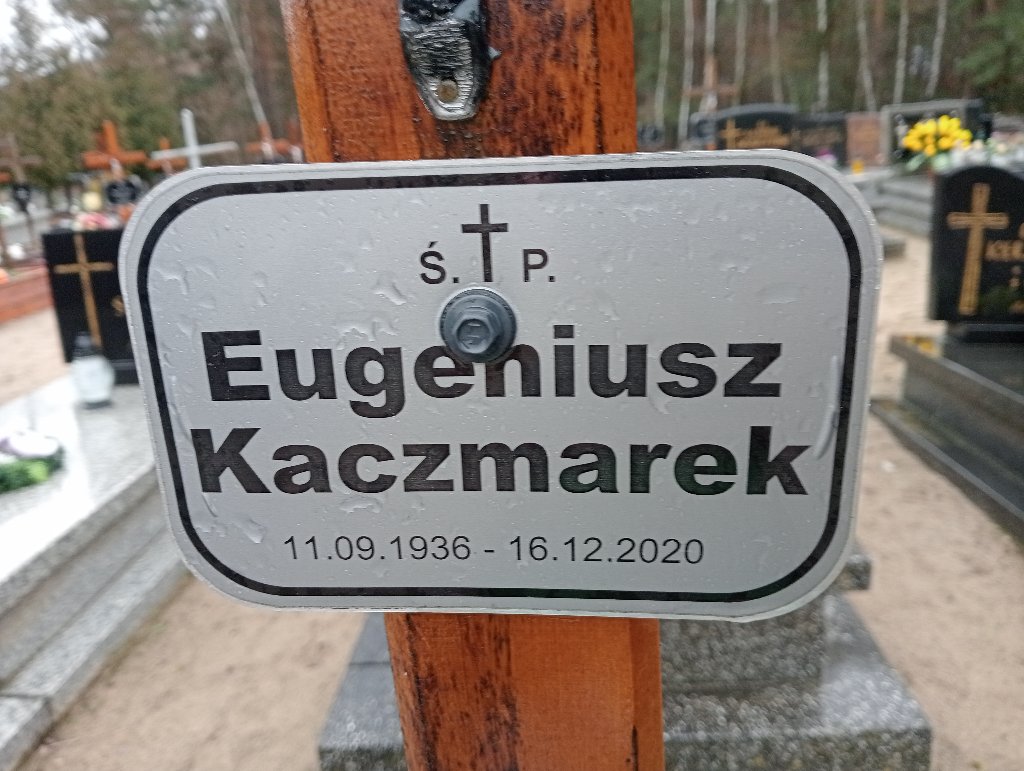 Ś. † P.
Eugeniusz
Kaczmarek
11.09.1936 - 16.12.2020